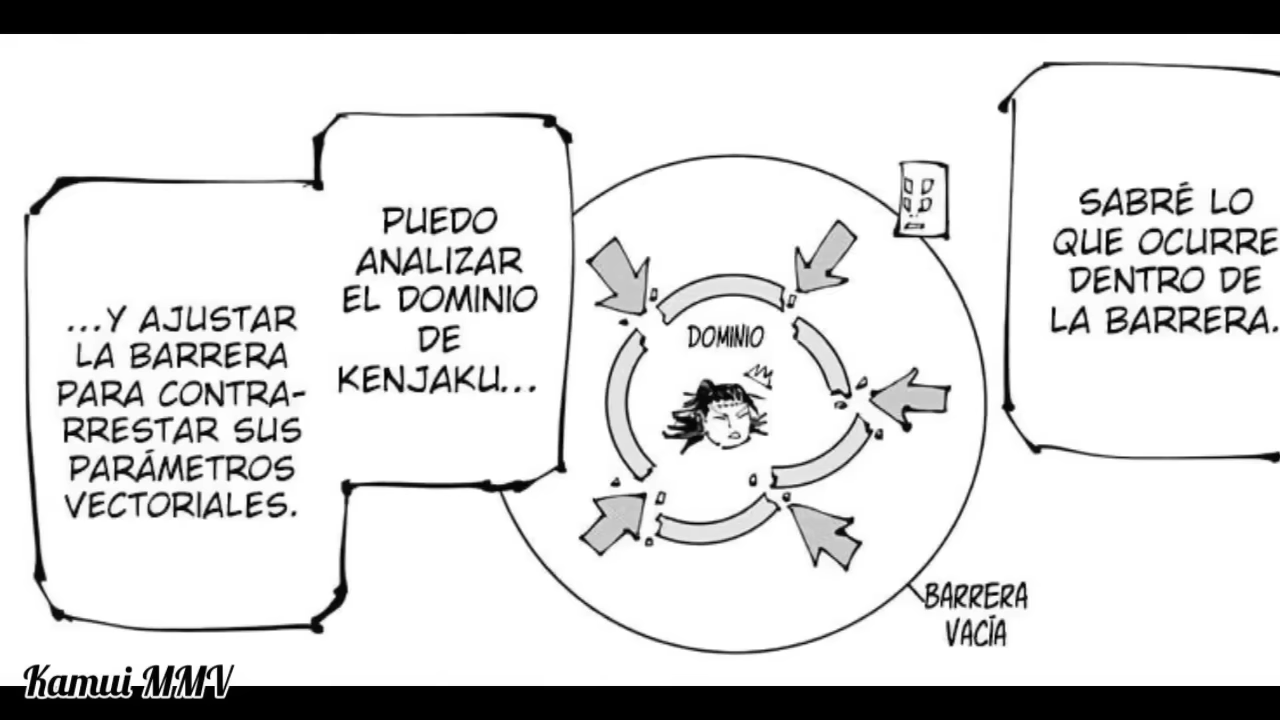 SABRÉ LO
QUE OCURRE
DENTRO DE
LA BARRERA.
PUEDO
ANALIZAR
EL DOMINIO
DE
KENJAKU...
...Y AJUSTAR
LA BARRERA
PARA CONTRA-
RRESTAR SUS
PARÁMETROS
VECTORIALES.
DOMINIO
BARRERA
VACÍA
Kamui MMV